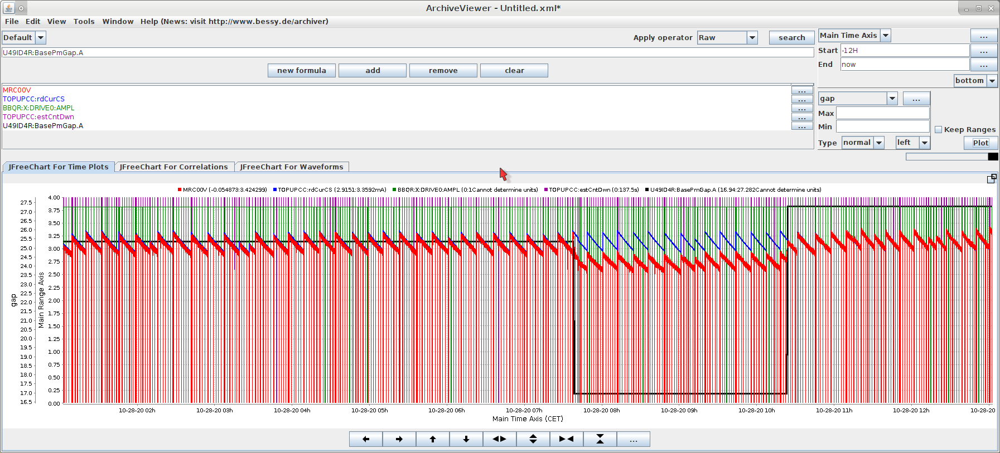 ArchiveViewer - Untitled.xml*
File Edit View Tools Window Help (News: visit http://www.bessy.de/archiver)
Default
Apply operator Raw search
U49ID4R:BasePmGap.A
new formula add remove clear
MRC00V ...
TOPUPCC:rdCurCS ...
BBQR:X:DRIVE0:AMPL ...
TOPUPCC:estCntDwn ...
U49ID4R:BasePmGap.A ...
Main Time Axis ...
Start -12H ...
End now ...
bottom
gap ...
Max
Min
Keep Ranges
Type normal left Plot
JFreeChart For Time Plots JFreeChart For Correlations JFreeChart For Waveforms
MRC00V (-0.054873:3.424299) TOPUPCC:rdCurCS (2.9151:3.3592mA) BBQR:X:DRIVE0:AMPL (0:1Cannot determine units) TOPUPCC:estCntDwn (0:137.5s) U49ID4R:BasePmGap.A (16.94:27.282Cannot determine units)
gap
27.5
26.5
26.0
25.5
25.0
24.5
24.0
23.5
23.0
22.5
22.0
21.5
21.0
20.5
20.0
19.5
19.0
18.5
18.0
17.5
17.0
16.5
Main Range Axis
4.00
3.75
3.50
3.25
3.00
2.75
2.50
2.25
2.00
1.75
1.50
1.25
1.00
0.75
0.50
0.25
0.00
10-28-20 02h 10-28-20 03h 10-28-20 04h 10-28-20 05h 10-28-20 06h 10-28-20 07h 10-28-20 08h 10-28-20 09h 10-28-20 10h 10-28-20 11h 10-28-20 12h 10-28-20
Main Time Axis (CET)
...